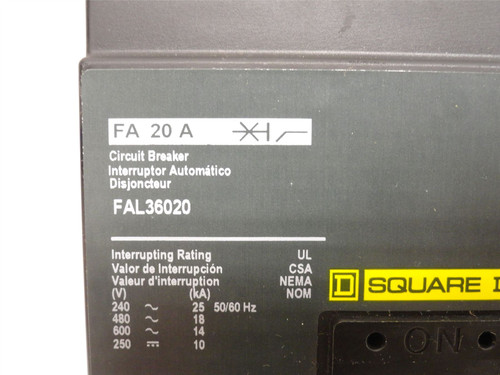 FA 20 A
Circuit Breaker
Interruptor Automático
Disjoncteur
FAL36020
Interrupting Rating UL
Valor de Interrupción CSA
Valeur d'interruption NEMA
(V) (kA) NOM
240 ~ 25 50/60 Hz
480 ~ 18
600 ~ 14
250 ⎓ 10
D SQUARE D
ON